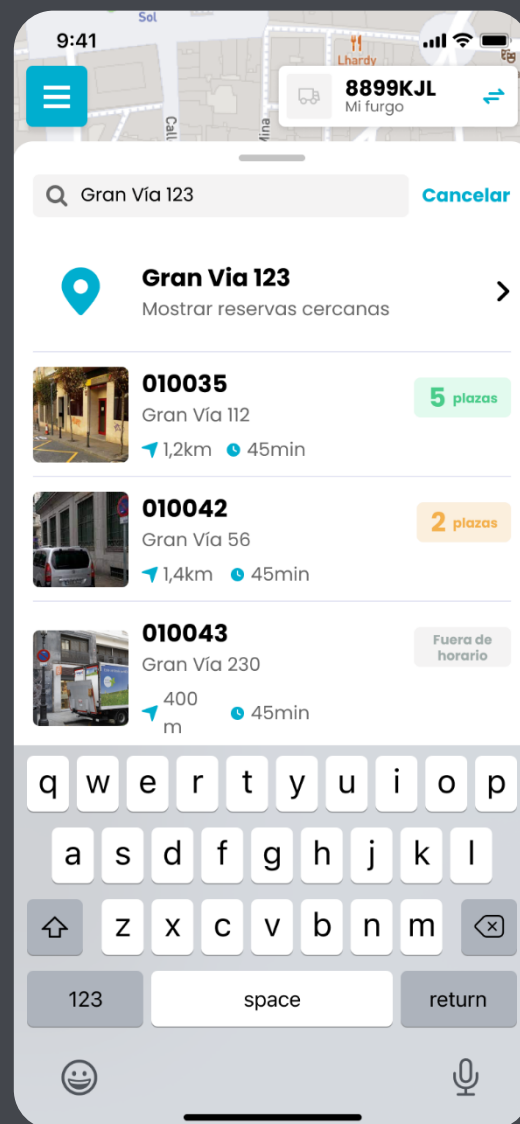 Sol
9:41
Lhardy
8899KJL
Mi furgo
Call
Mina
Gran Vía 123
Cancelar
Gran Via 123
Mostrar reservas cercanas
010035
Gran Vía 112
5 plazas
1,2km 45min
010042
Gran Vía 56
2 plazas
1,4km 45min
010043
Gran Vía 230
Fuera de
horario
400
m
45min
q w e r t y u i o p
a s d f g h j k l
z x c v b n m
123 space return